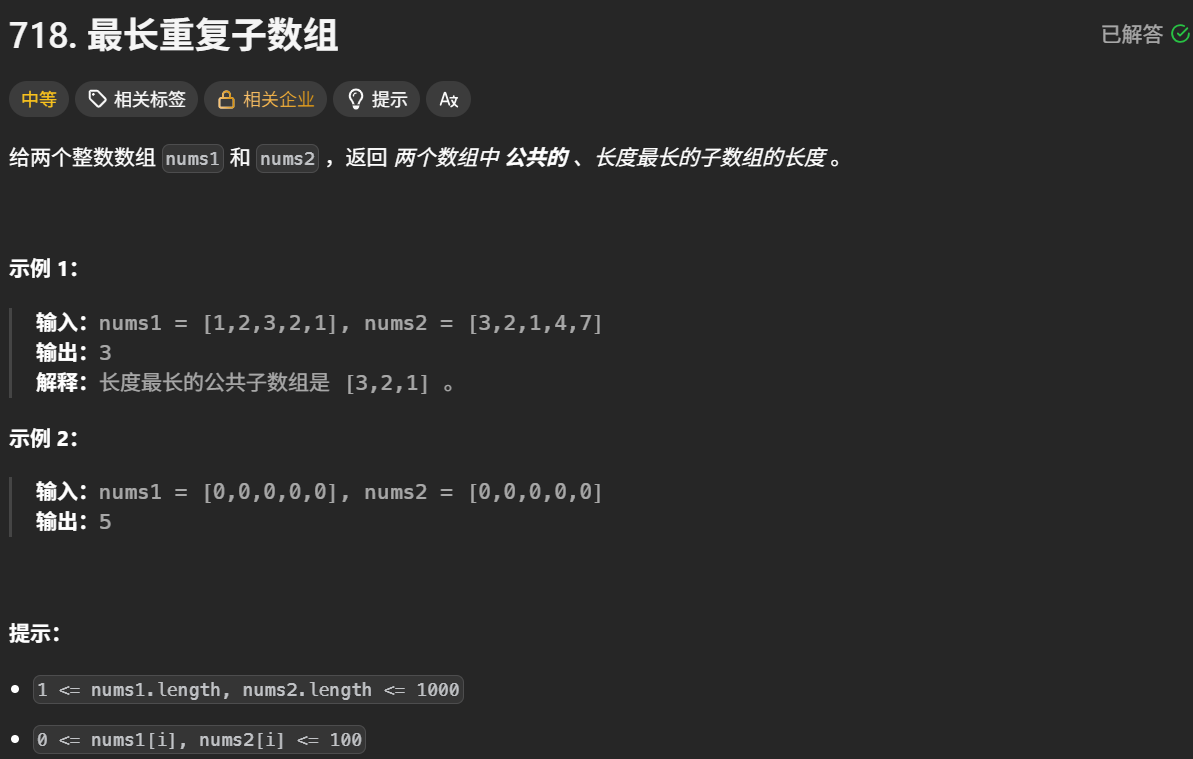 718. 最长重复子数组
已解答
中等 相关标签 相关企业 提示 Aあ
给两个整数数组 nums1 和 nums2 ，返回 两个数组中 公共的 、长度最长的子数组的长度 。
示例 1：
输入：nums1 = [1,2,3,2,1], nums2 = [3,2,1,4,7]
输出：3
解释：长度最长的公共子数组是 [3,2,1] 。
示例 2：
输入：nums1 = [0,0,0,0,0], nums2 = [0,0,0,0,0]
输出：5
提示：
1 <= nums1.length, nums2.length <= 1000
0 <= nums1[i], nums2[i] <= 100